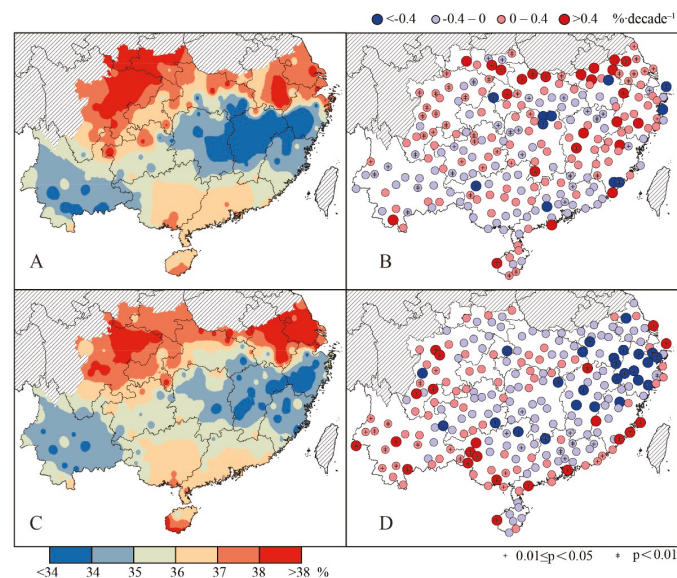 <-0.4 -0.4 – 0 0 – 0.4 >0.4 %·decade⁻¹
A
B
C
D
<34 34 35 36 37 38 >38 %
+ 0.01≤p<0.05 ⁕ p<0.01